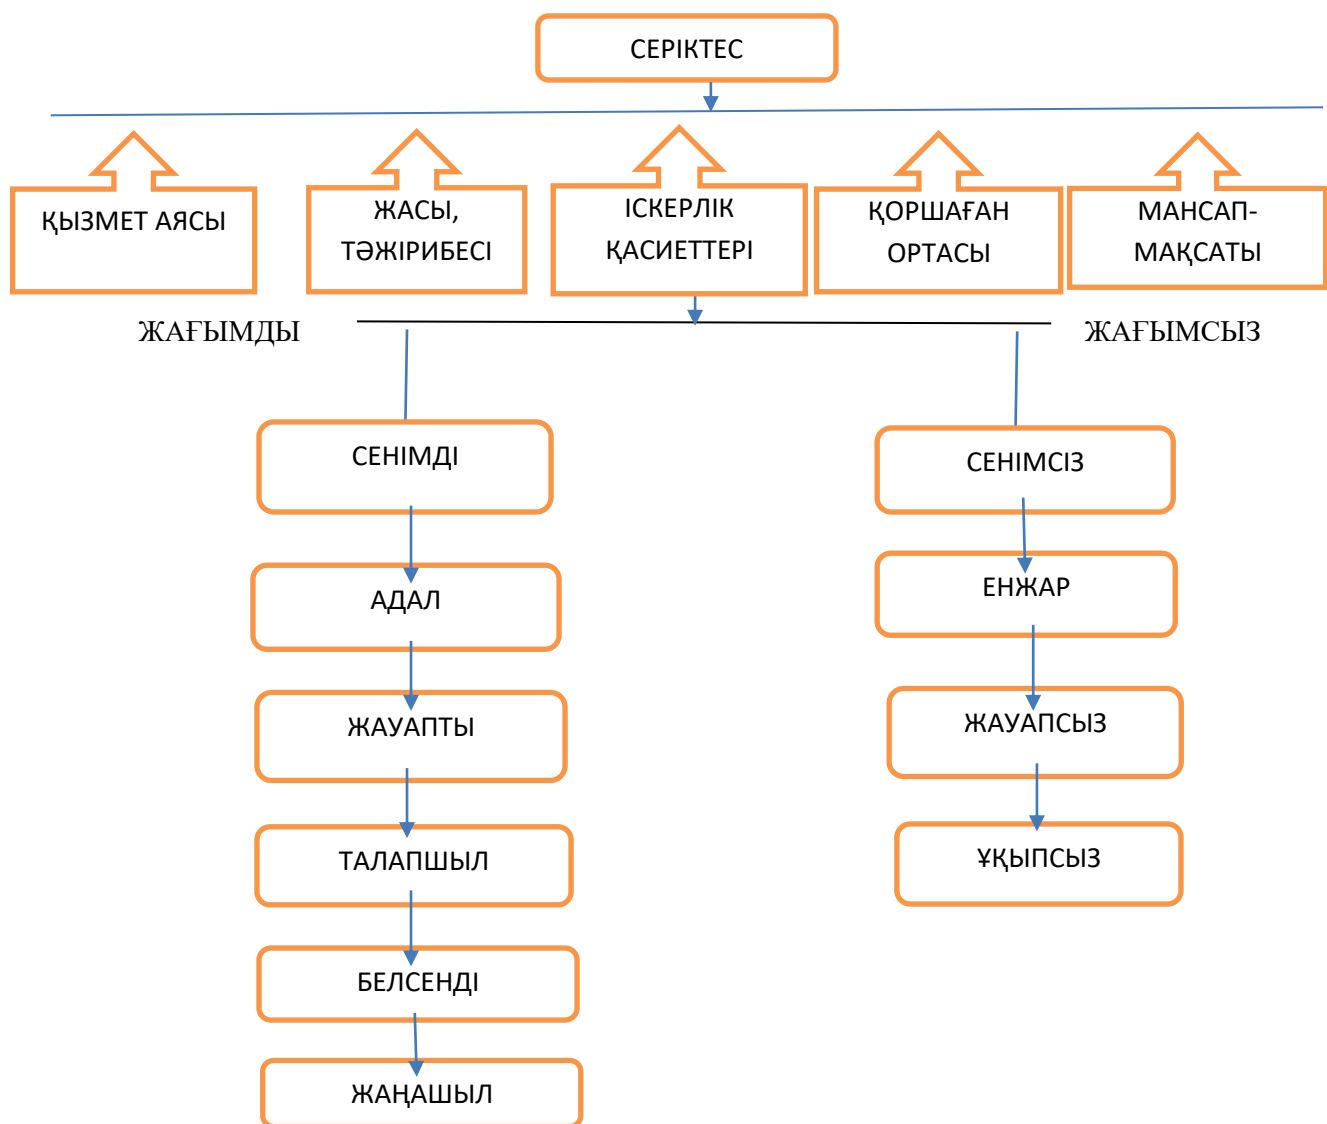 СЕРІКТЕС
ҚЫЗМЕТ АЯСЫ
ЖАСЫ,
ТӘЖІРИБЕСІ
ІСКЕРЛІК
ҚАСИЕТТЕРІ
ҚОРШАҒАН
ОРТАСЫ
МАНСАП-
МАҚСАТЫ
ЖАҒЫМДЫ
ЖАҒЫМСЫЗ
СЕНІМДІ
АДАЛ
ЖАУАПТЫ
ТАЛАПШЫЛ
БЕЛСЕНДІ
ЖАҢАШЫЛ
СЕНІМСІЗ
ЕНЖАР
ЖАУАПСЫЗ
ҰҚЫПСЫЗ